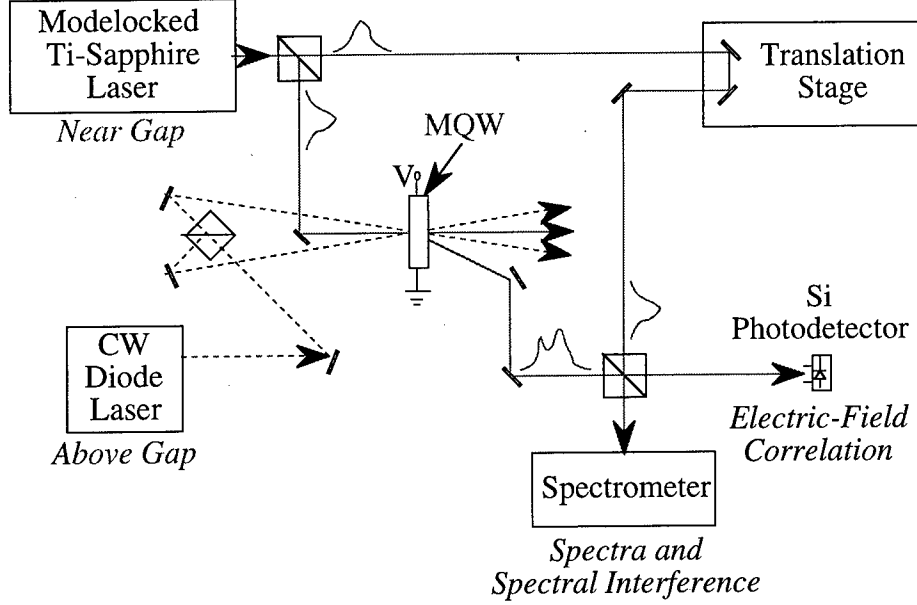 Modelocked
Ti-Sapphire
Laser
Near Gap
Translation
Stage
MQW
V
CW
Diode
Laser
Above Gap
Si
Photodetector
Electric-Field
Correlation
Spectrometer
Spectra and
Spectral Interference